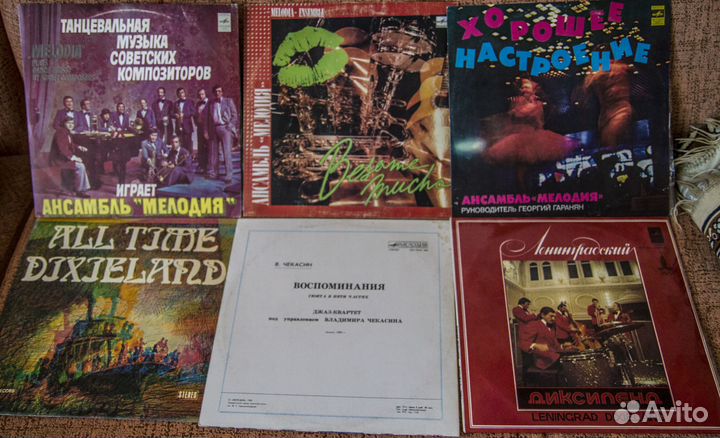 ТАНЦЕВАЛЬНАЯ
МУЗЫКА
СОВЕТСКИХ
КОМПОЗИТОРОВ
MELODIA
ИГРАЕТ
АНСАМБЛЬ "МЕЛОДИЯ"
MELODIA - ENSEMBLE
АНСАМБЛЬ «МЕЛОДИЯ»
Besame
Mucho
ХОРОШЕЕ
НАСТРОЕНИЕ
АНСАМБЛЬ «МЕЛОДИЯ»
РУКОВОДИТЕЛЬ ГЕОРГИЙ ГАРАНЯН
ALL TIME
DIXIELAND
STEREO
В. ЧЕКАСИН
МЕЛОДИЯ
ВОСПОМИНАНИЯ
СЮИТА В ПЯТИ ЧАСТЯХ
ДЖАЗ-КВАРТЕТ
под управлением ВЛАДИМИРА ЧЕКАСИНА
Ленинградский
ДИКСИЛЕНД
LENINGRAD
Avito